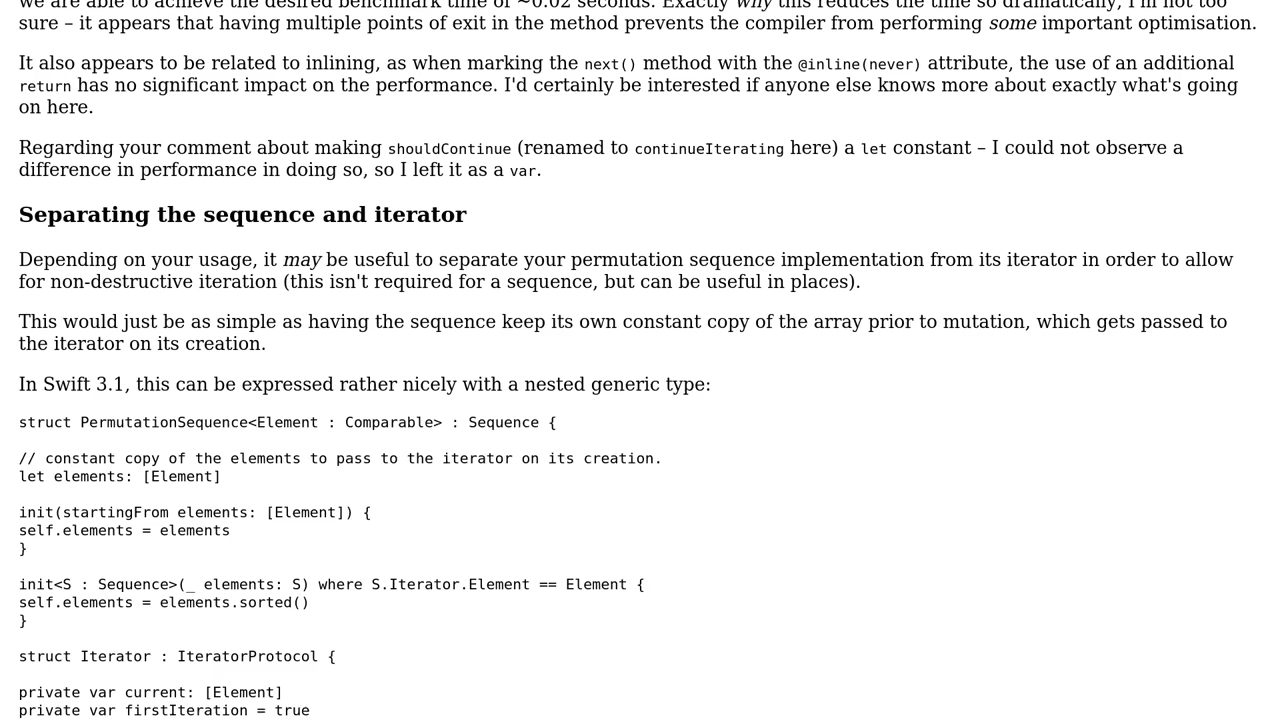 we are able to achieve the desired benchmark time of ~0.02 seconds. Exactly why this reduces the time so dramatically, I'm not too
sure – it appears that having multiple points of exit in the method prevents the compiler from performing some important optimisation.
It also appears to be related to inlining, as when marking the next() method with the @inline(never) attribute, the use of an additional
return has no significant impact on the performance. I'd certainly be interested if anyone else knows more about exactly what's going
on here.
Regarding your comment about making shouldContinue (renamed to continueIterating here) a let constant – I could not observe a
difference in performance in doing so, so I left it as a var.
Separating the sequence and iterator
Depending on your usage, it may be useful to separate your permutation sequence implementation from its iterator in order to allow
for non-destructive iteration (this isn't required for a sequence, but can be useful in places).
This would just be as simple as having the sequence keep its own constant copy of the array prior to mutation, which gets passed to
the iterator on its creation.
In Swift 3.1, this can be expressed rather nicely with a nested generic type:
struct PermutationSequence<Element : Comparable> : Sequence {
// constant copy of the elements to pass to the iterator on its creation.
let elements: [Element]
init(startingFrom elements: [Element]) {
self.elements = elements
}
init<S : Sequence>(_ elements: S) where S.Iterator.Element == Element {
self.elements = elements.sorted()
}
struct Iterator : IteratorProtocol {
private var current: [Element]
private var firstIteration = true